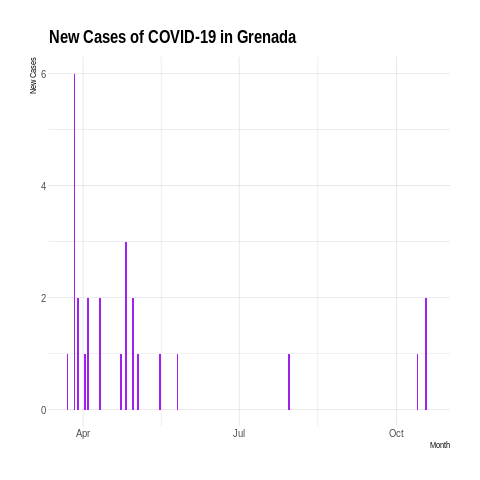 New Cases of COVID-19 in Grenada
New Cases
6
4
2
0
Apr
Jul
Oct
Month